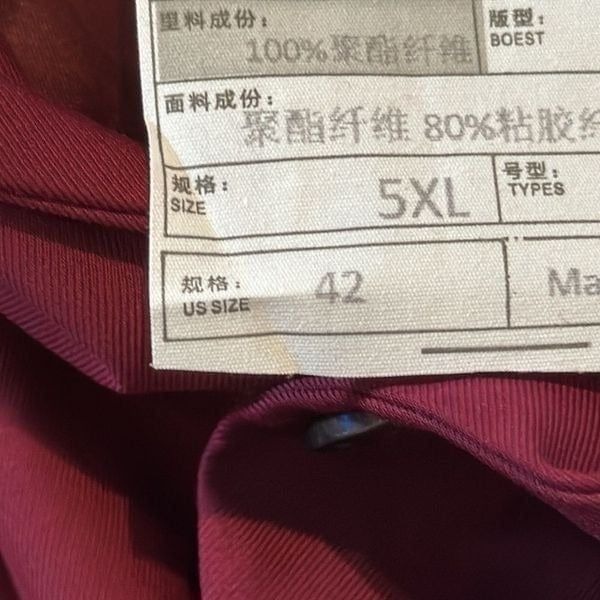 里料成份:
100%聚酯纤维
版型:
BOEST
面料成份:
聚酯纤维 80%粘胶
规格:
SIZE
5XL
号型:
TYPES
规格:
US SIZE
42
Ma